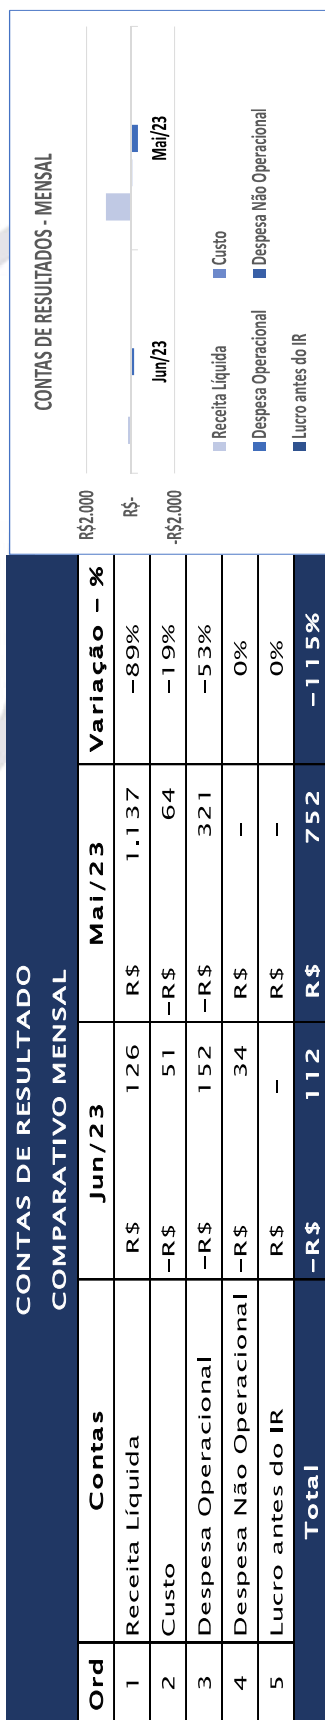 CONTAS DE RESULTADO
COMPARATIVO MENSAL
Ord Contas Jun/23 Mai/23 Variação – %
1 Receita Líquida R$ 126 R$ 1.137 –89%
2 Custo –R$ 51 –R$ 64 –19%
3 Despesa Operacional –R$ 152 –R$ 321 –53%
4 Despesa Não Operacional –R$ 34 R$ – 0%
5 Lucro antes do IR R$ – R$ – 0%
Total –R$ 112 R$ 752 –115%
CONTAS DE RESULTADOS - MENSAL
R$2.000
R$-
-R$2.000
Jun/23 Mai/23
Receita Líquida Custo
Despesa Operacional Despesa Não Operacional
Lucro antes do IR